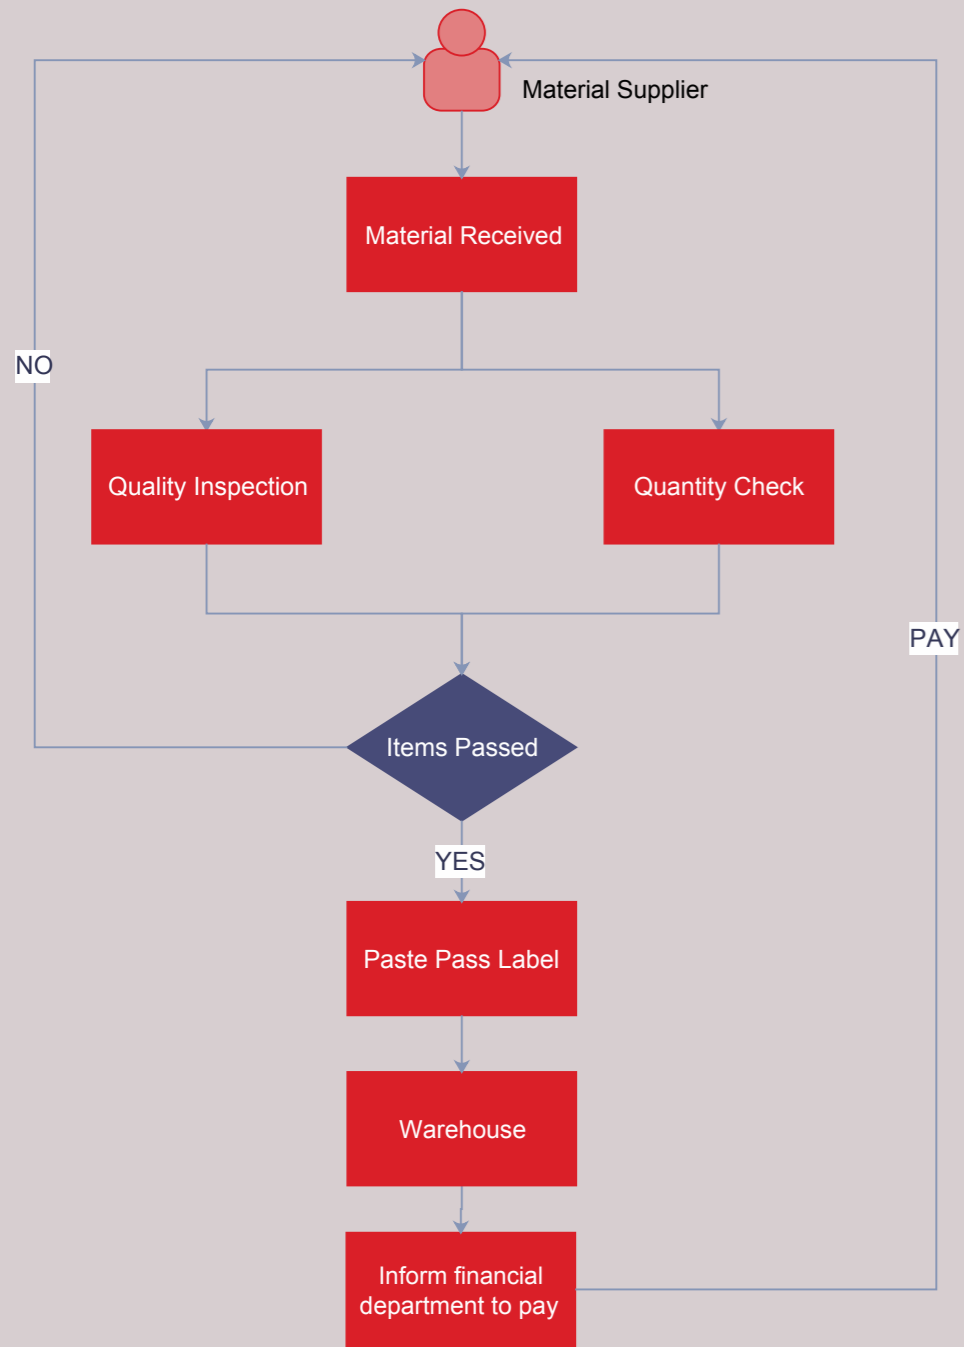 Material Supplier
Material Received
NO
Quality Inspection
Quantity Check
PAY
Items Passed
YES
Paste Pass Label
Warehouse
Inform financial
department to pay